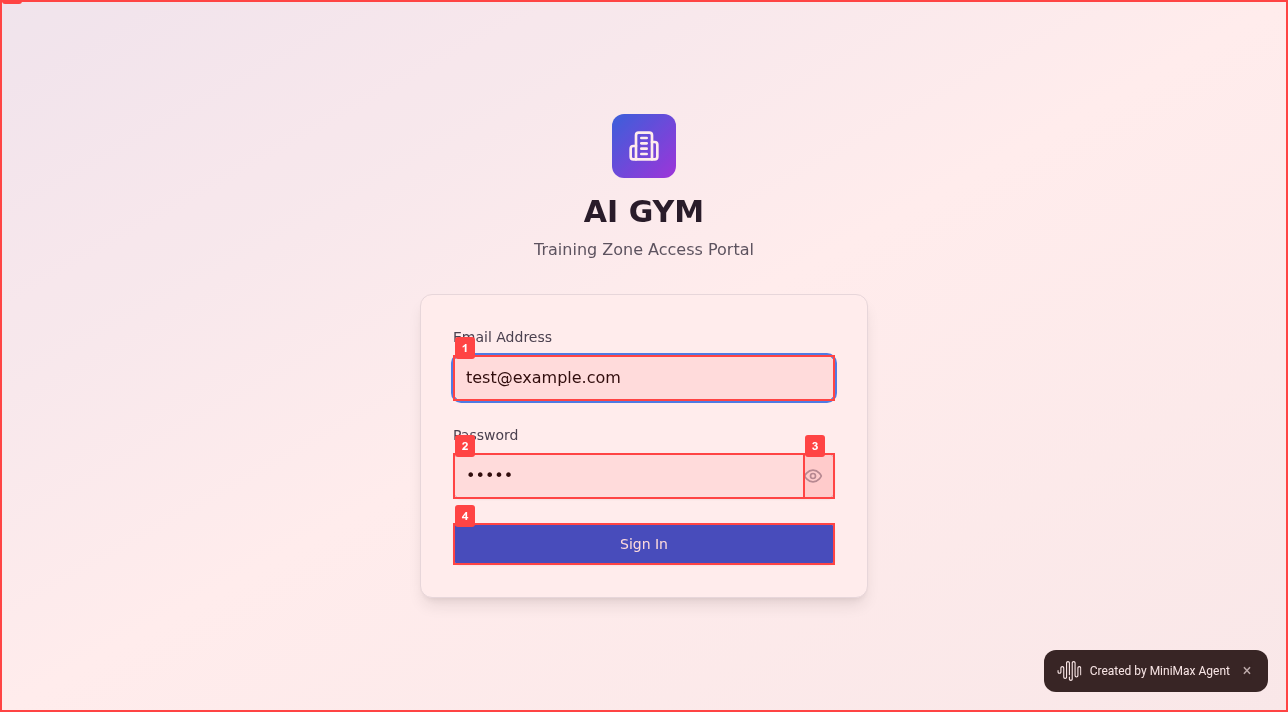 AI GYM
Training Zone Access Portal
Email Address
1
test@example.com
Password
2
3
•••••
4
Sign In
Created by MiniMax Agent ×